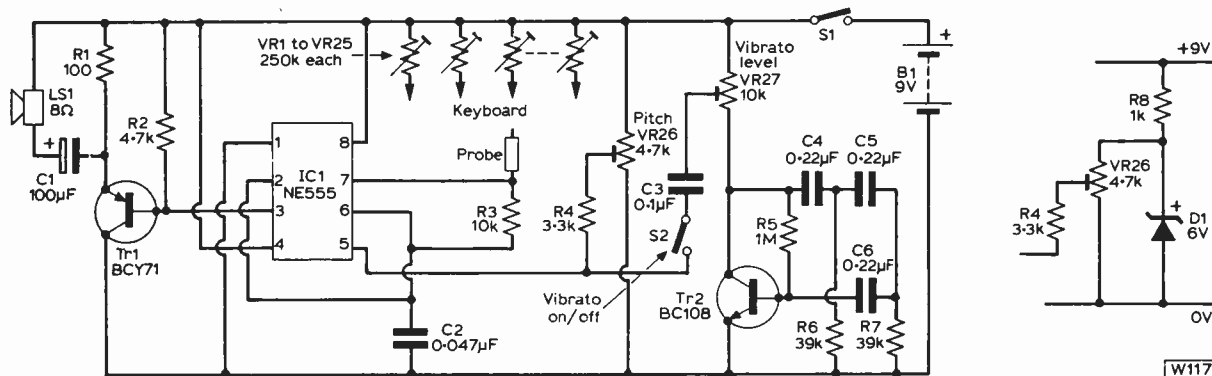 R1
100
LS1
8Ω
+
C1
100μF
R2
4·7k
Tr1
BCY71
VR1 to VR25
250k each
Keyboard
Probe
1
2
3
4
8
7
6
5
IC1
NE555
R3
10k
C2
0·047μF
Pitch
VR26
4·7k
R4
3·3k
Vibrato
level
VR27
10k
C3
0·1μF
S2
Vibrato
on/off
Tr2
BC108
R5
1M
C4
0·22μF
C5
0·22μF
C6
0·22μF
R6
39k
R7
39k
S1
+
B1
9V
+9V
R8
1k
VR26
4·7k
R4
3·3k
+
D1
6V
0V
W117